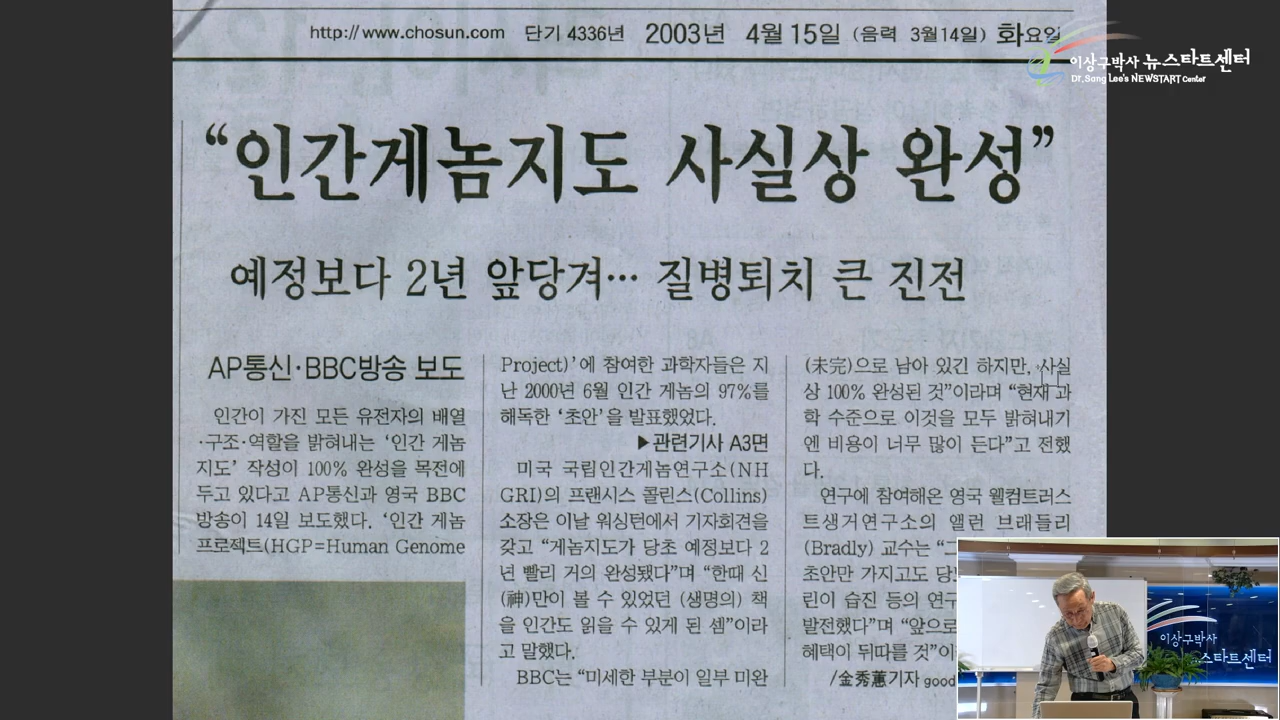 http://www.chosun.com 단기 4336년 2003년 4월 15일 (음력 3월14일) 화요일
이상구박사 뉴스타트센터
Dr. Sang Lee's NEWSTART Center
“인간게놈지도 사실상 완성”
예정보다 2년 앞당겨… 질병퇴치 큰 진전
AP통신·BBC방송 보도
인간이 가진 모든 유전자의 배열
·구조·역할을 밝혀내는 ‘인간 게놈
지도’ 작성이 100% 완성을 목전에
두고 있다고 AP통신과 영국 BBC
방송이 14일 보도했다. ‘인간 게놈
프로젝트(HGP=Human Genome
Project)’에 참여한 과학자들은 지
난 2000년 6월 인간 게놈의 97%를
해독한 ‘초안’을 발표했었다.
▶관련기사 A3면
미국 국립인간게놈연구소(NH
GRI)의 프랜시스 콜린스(Collins)
소장은 이날 워싱턴에서 기자회견을
갖고 “게놈지도가 당초 예정보다 2
년 빨리 거의 완성됐다”며 “한때 신
(神)만이 볼 수 있었던 (생명의) 책
을 인간도 읽을 수 있게 된 셈”이라
고 말했다.
BBC는 “미세한 부분이 일부 미완
(未完)으로 남아 있긴 하지만, 사실
상 100% 완성된 것”이라며 “현재 과
학 수준으로 이것을 모두 밝혀내기
엔 비용이 너무 많이 든다”고 전했
다.
연구에 참여해온 영국 웰컴트러스
트생거연구소의 앨런 브래들리
(Bradly) 교수는 “그
초안만 가지고도 당
린이 습진 등의 연구
발전했다”며 “앞으로
혜택이 뒤따를 것”이
/金秀蕙기자 good
이상구박사
뉴스타트센터